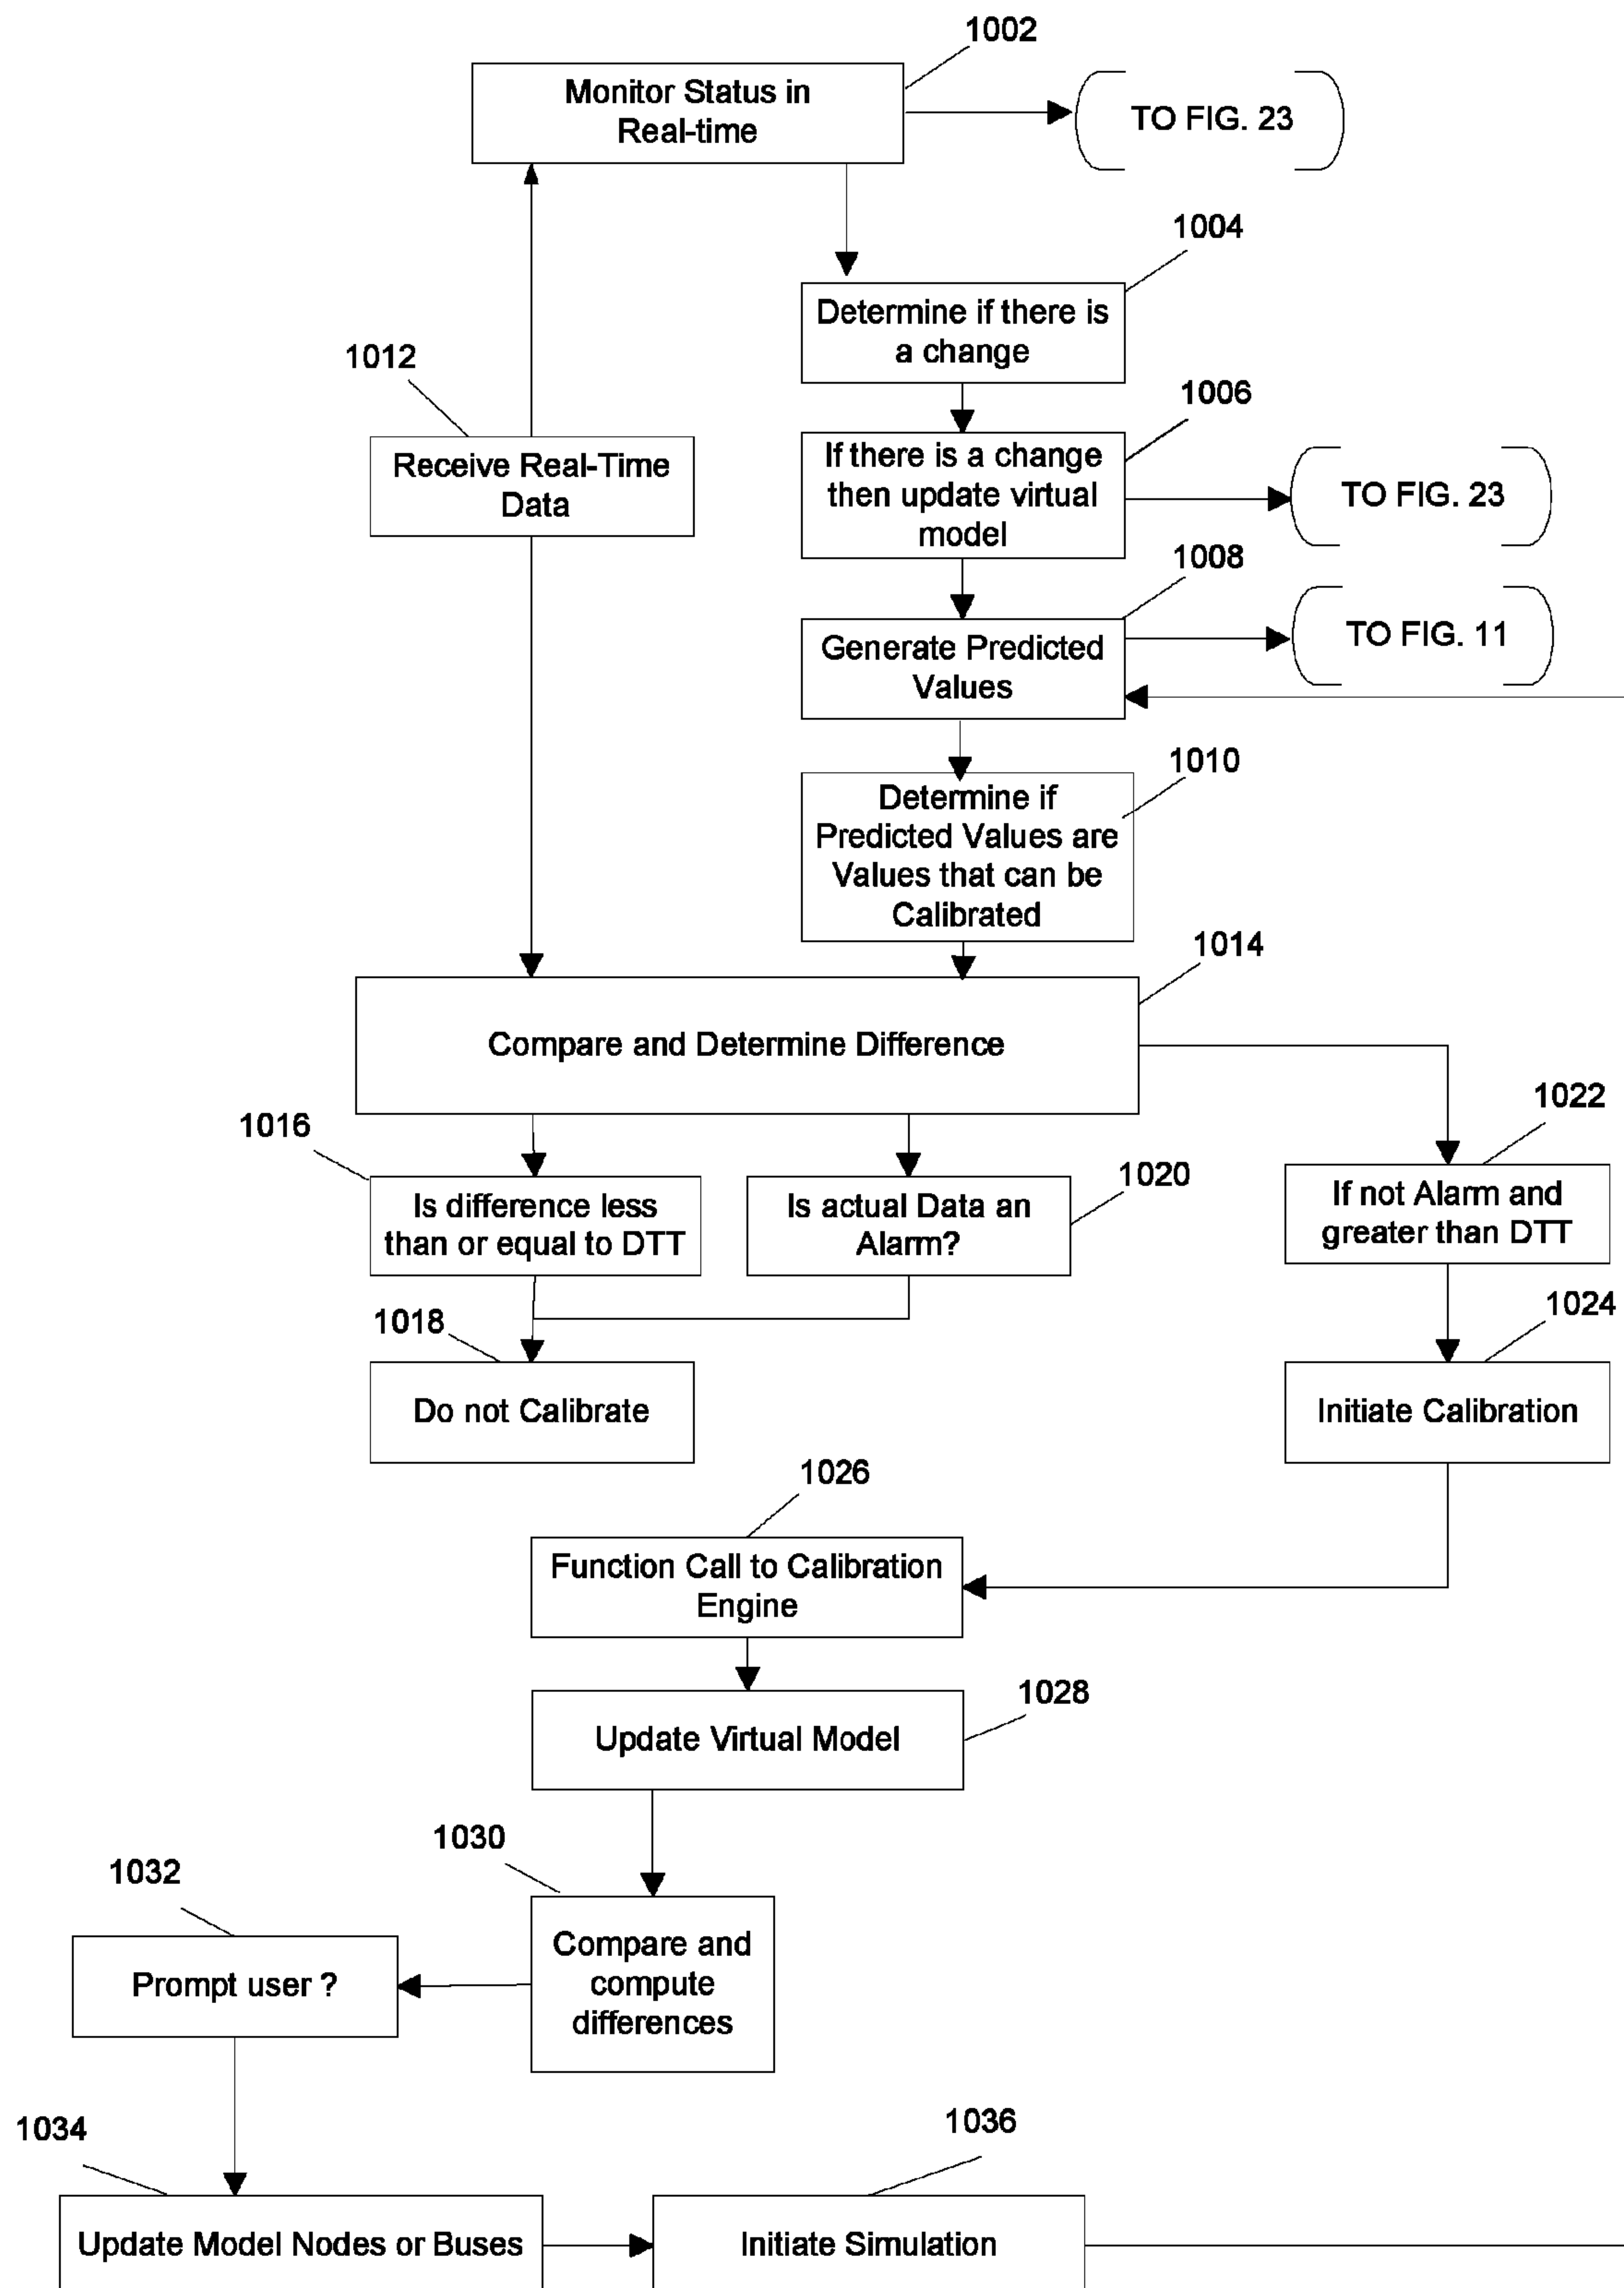 1002
Monitor Status in
Real-time
TO FIG. 23
1004
Determine if there is
a change
1012
Receive Real-Time
Data
1006
If there is a change
then update virtual
model
TO FIG. 23
1008
Generate Predicted
Values
TO FIG. 11
1010
Determine if
Predicted Values are
Values that can be
Calibrated
1014
Compare and Determine Difference
1016
Is difference less
than or equal to DTT
1020
Is actual Data an
Alarm?
1022
If not Alarm and
greater than DTT
1018
Do not Calibrate
1024
Initiate Calibration
1026
Function Call to Calibration
Engine
1028
Update Virtual Model
1030
Compare and
compute
differences
1032
Prompt user ?
1034
Update Model Nodes or Buses
1036
Initiate Simulation